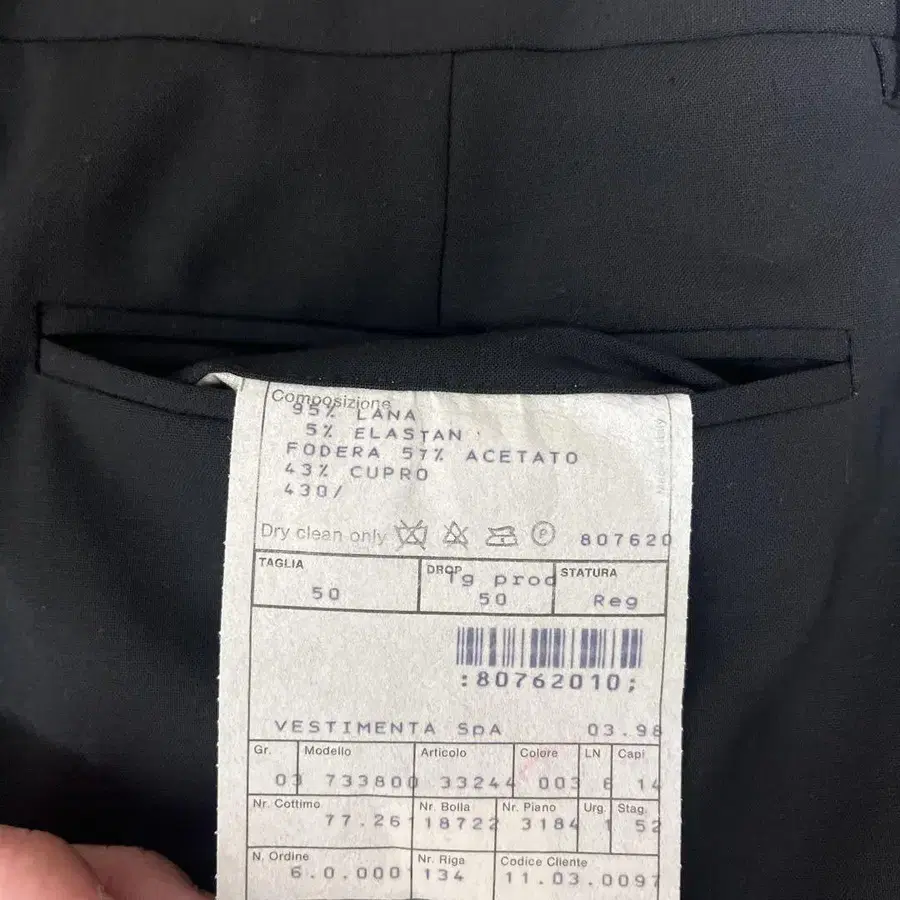 Composizione
95% LANA
5% ELASTAN
FODERA 57% ACETATO
43% CUPRO
430/
Dry clean only P 807620
TAGLIA DROP STATURA
Tg prod
50 50 Reg
:80762010;
VESTIMENTA SpA 03.98
Gr. Modello Articolo Colore LN Capi
03 733800 33244 003 6 14
Nr. Cottimo Nr. Bolla Nr. Piano Urg. Stag.
77.261 18722 3184 1 52
N. Ordine Nr. Riga Codice Cliente
6.0.000 134 11.03.0097